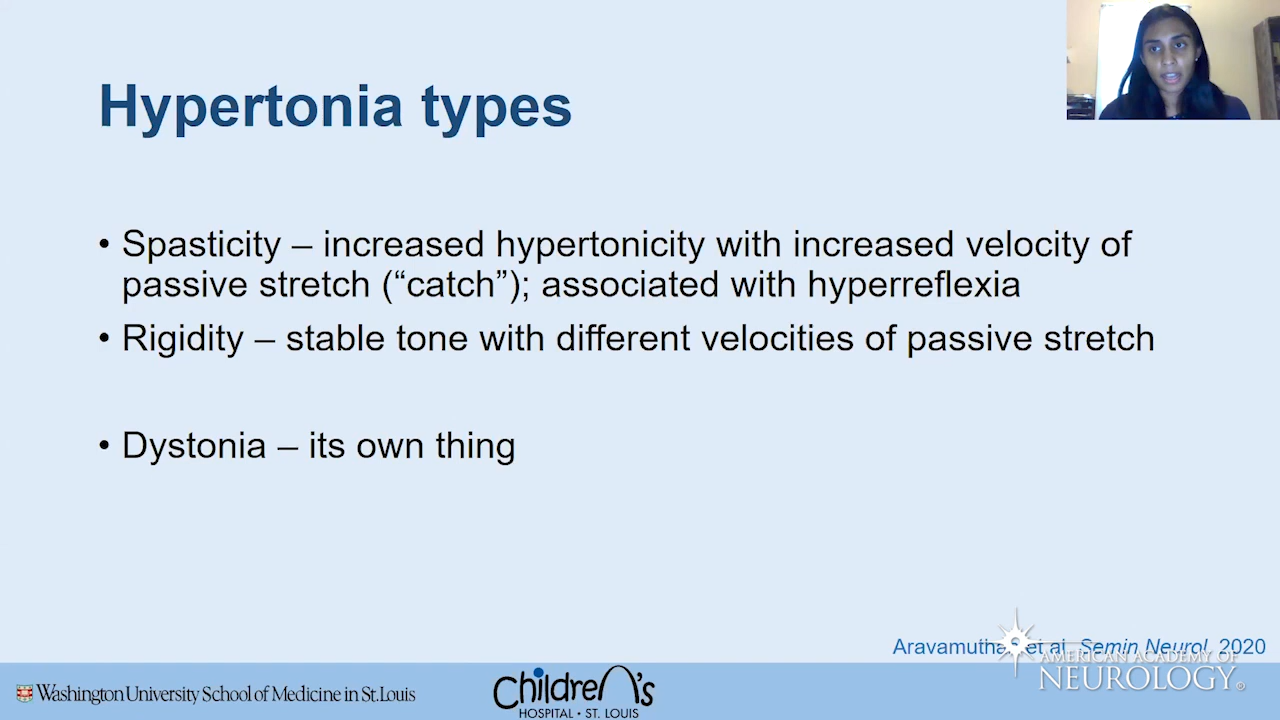 Hypertonia types
• Spasticity – increased hypertonicity with increased velocity of
passive stretch (“catch”); associated with hyperreflexia
• Rigidity – stable tone with different velocities of passive stretch
• Dystonia – its own thing
et al Semin Neurol. 2020
AMERICAN ACADEMY OF
NEUROLOGY®
Washington University School of Medicine in St. Louis
Children's
HOSPITAL • ST. LOUIS